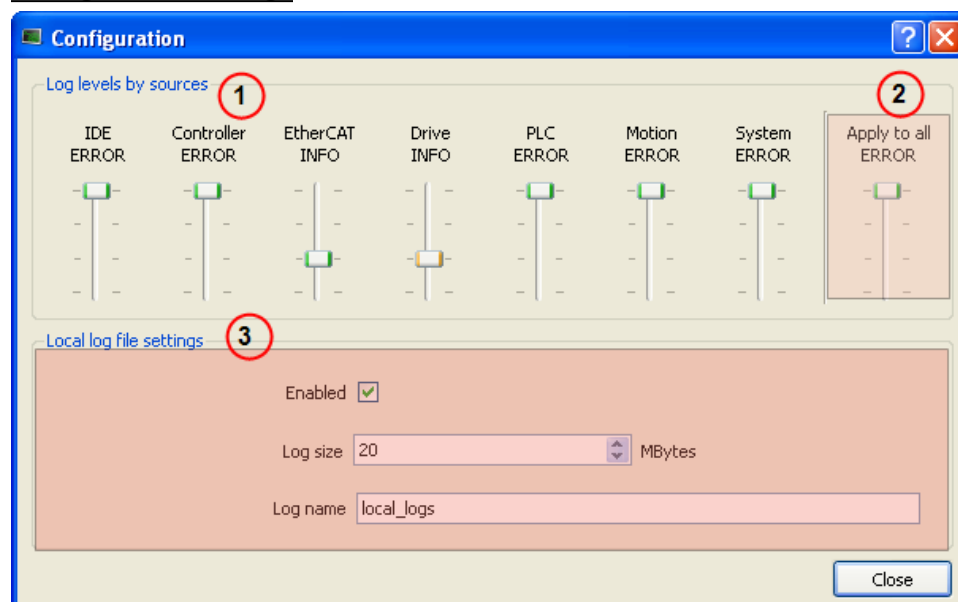 Configuration
?
Log levels by sources
1
2
IDE Controller EtherCAT Drive PLC Motion System Apply to all
ERROR ERROR INFO INFO ERROR ERROR ERROR ERROR
Local log file settings
3
Enabled
Log size 20 MBytes
Log name local_logs
Close